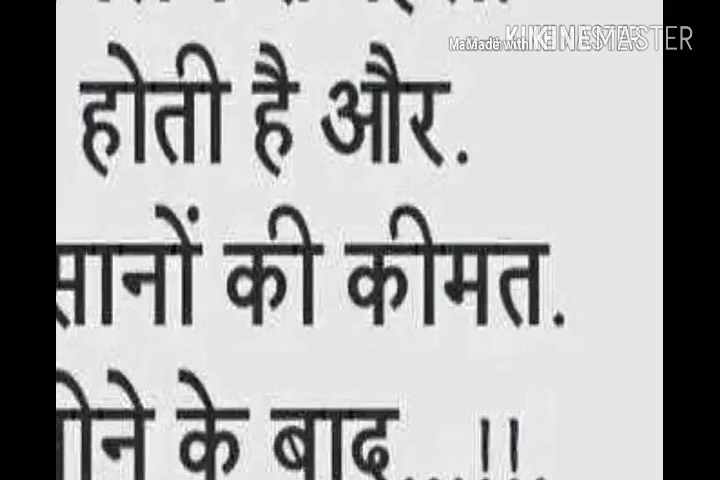 Made with KINEMASTER
होती है और.
सानों की कीमत.
के बाद...!!.